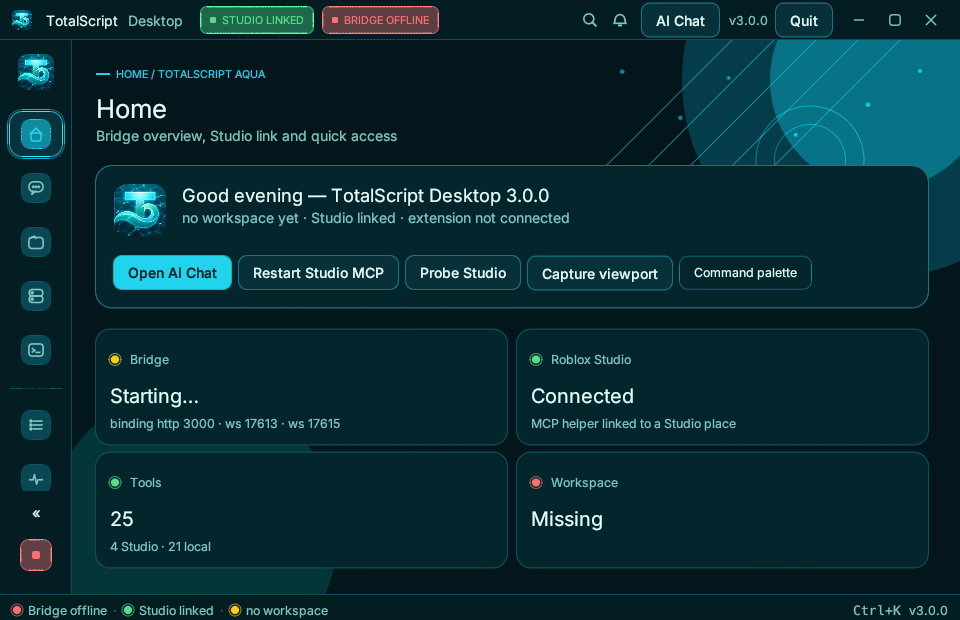 TotalScript Desktop STUDIO LINKED BRIDGE OFFLINE AI Chat v3.0.0 Quit
HOME / TOTALSCRIPT AQUA
Home
Bridge overview, Studio link and quick access
Good evening — TotalScript Desktop 3.0.0
no workspace yet · Studio linked · extension not connected
Open AI Chat Restart Studio MCP Probe Studio Capture viewport Command palette
Bridge
Starting...
binding http 3000 · ws 17613 · ws 17615
Roblox Studio
Connected
MCP helper linked to a Studio place
Tools
25
4 Studio · 21 local
Workspace
Missing
«
Bridge offline · Studio linked · no workspace Ctrl+K v3.0.0